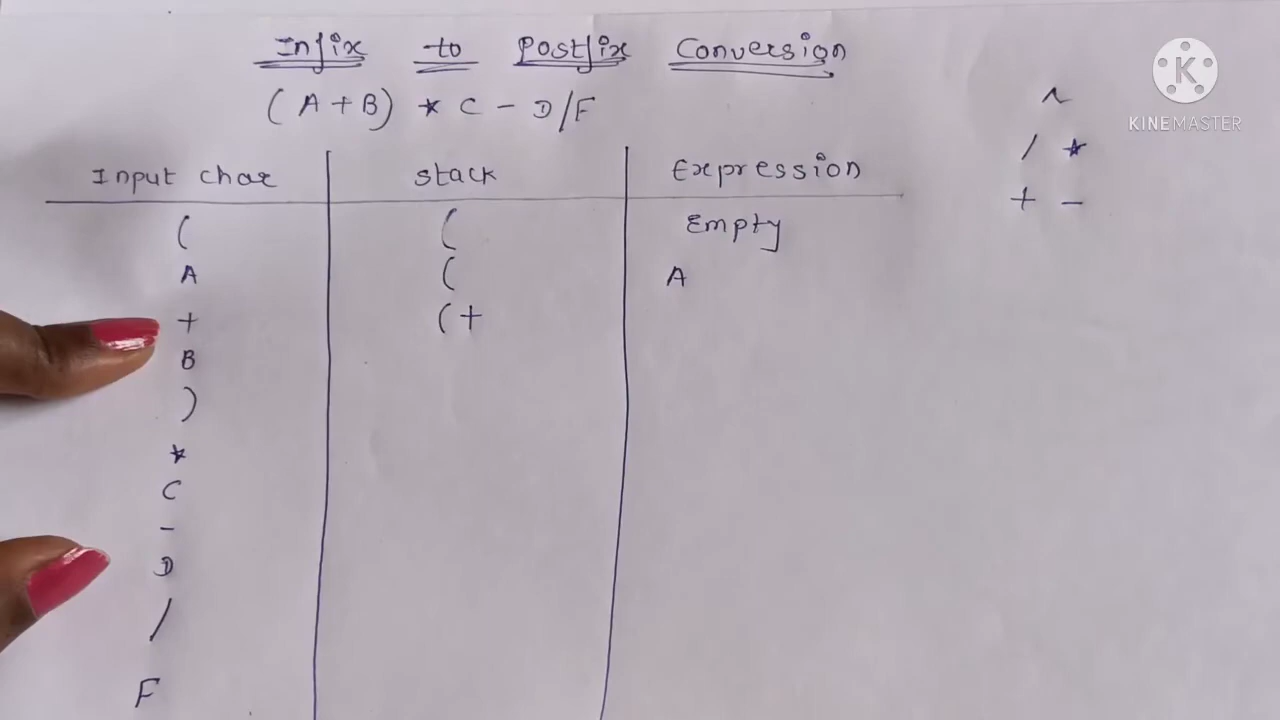 Infix to Postfix Conversion
(A+B) * C - D/F
^
/ *
+ -
KINEMASTER
Input char Stack Expression
( ( Empty
A ( A
+ (+
B
)
*
C
-
D
/
F